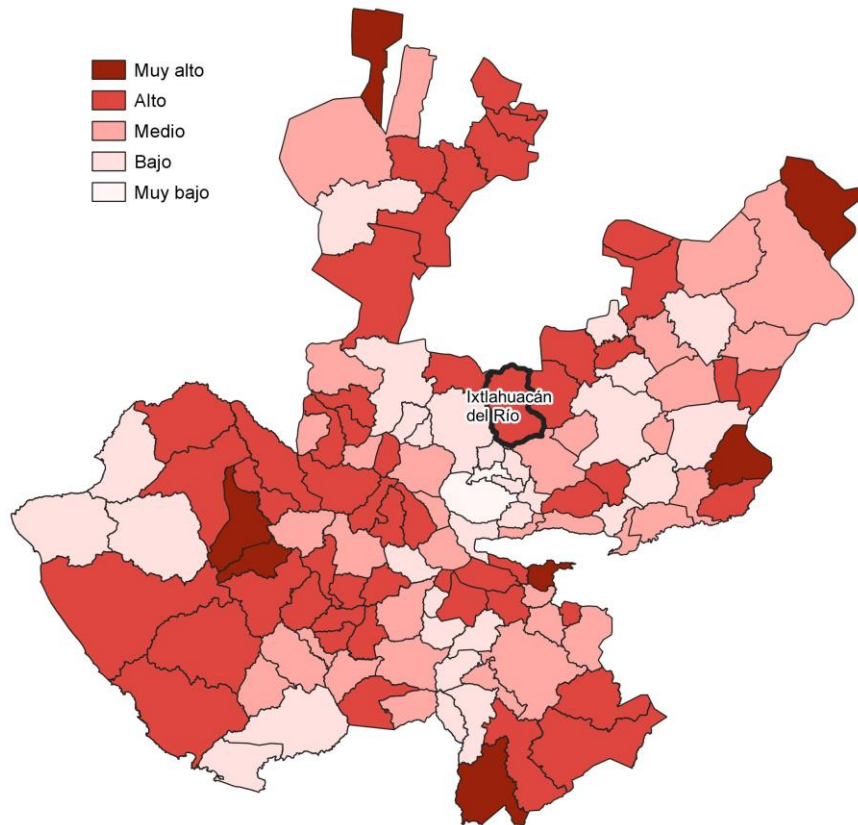 Muy alto
Alto
Medio
Bajo
Muy bajo
Ixtlahuacán
del Río